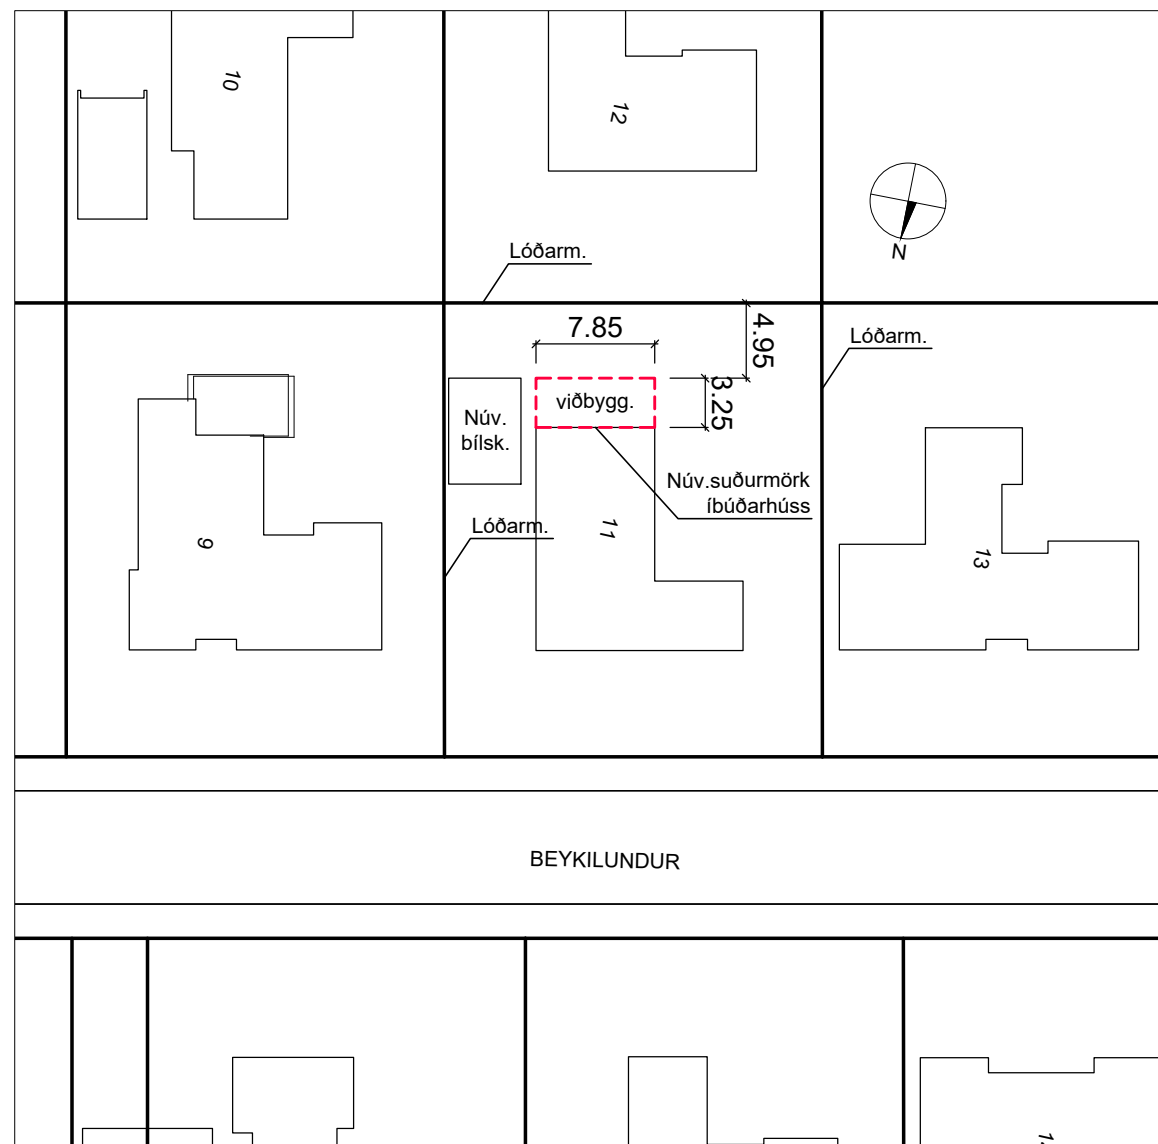 10
12
N
Lóðarm.
7.85
4.95
Lóðarm.
3.25
viðbygg.
Núv.
bílsk.
Núv.suðurmörk
íbúðarhúss
Lóðarm.
11
9
13
BEYKILUNDUR